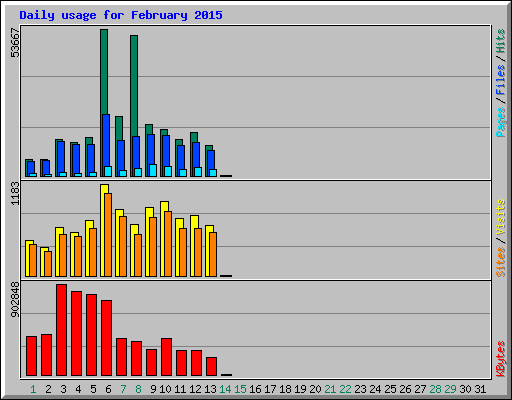 Daily usage for February 2015
53667
1183
902848
Pages / Files / Hits
Sites / Visits
KBytes
1 2 3 4 5 6 7 8 9 10 11 12 13 14 15 16 17 18 19 20 21 22 23 24 25 26 27 28 29 30 31